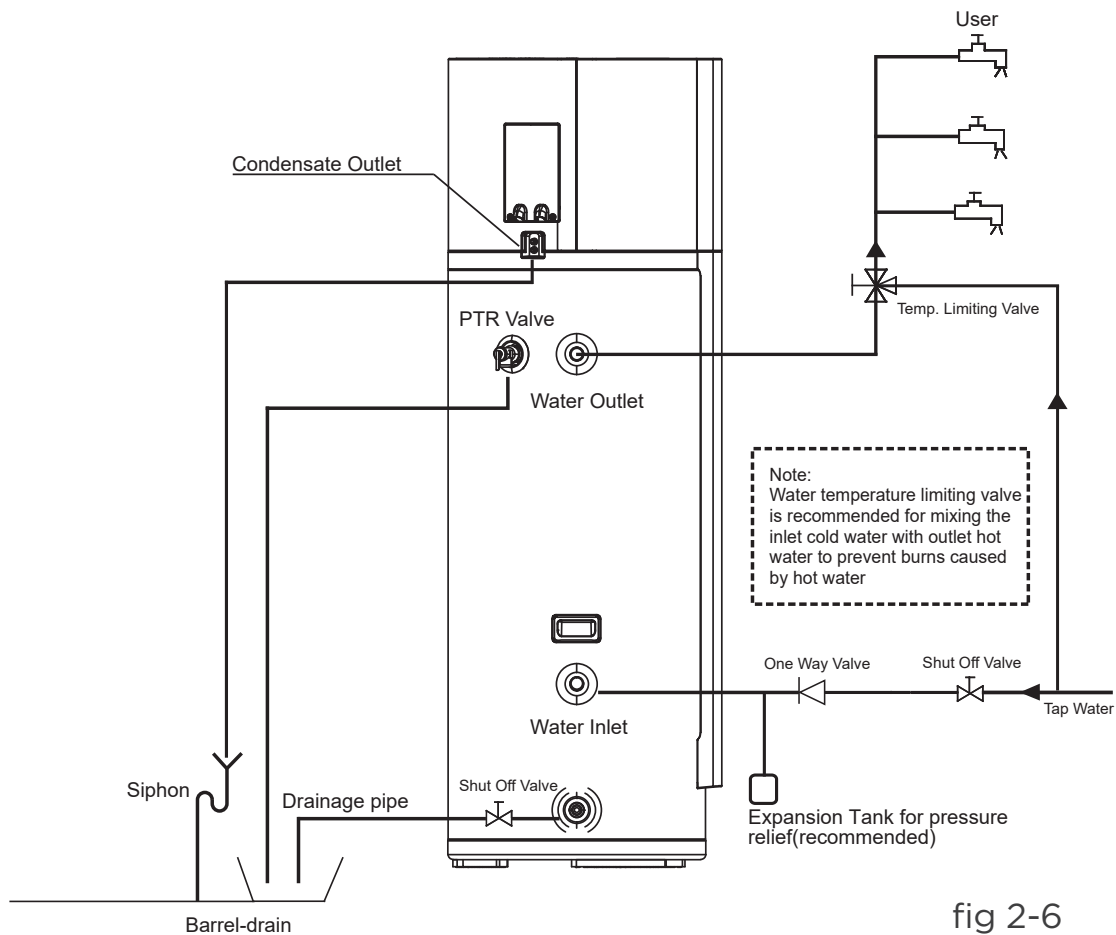 User
Condensate Outlet
Temp. Limiting Valve
PTR Valve
Water Outlet
Note:
Water temperature limiting valve
is recommended for mixing the
inlet cold water with outlet hot
water to prevent burns caused
by hot water
One Way Valve
Shut Off Valve
Tap Water
Water Inlet
Shut Off Valve
Siphon
Drainage pipe
Expansion Tank for pressure
relief(recommended)
Barrel-drain
fig 2-6